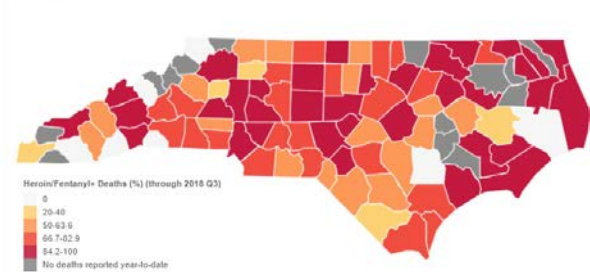 Heroin/Fentanyl+ Deaths (%) (through 2018 Q3)
0
20-40
50-63.6
66.7-82.9
84.2-100
No deaths reported year-to-date